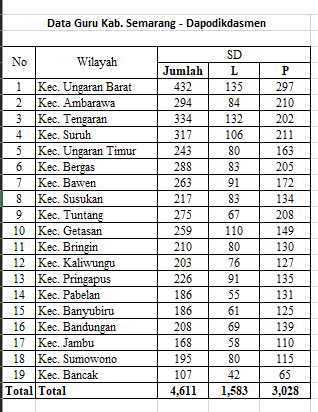 Data Guru Kab. Semarang - Dapodikdasmen
No Wilayah SD
Jumlah L P
1 Kec. Ungaran Barat 432 135 297
2 Kec. Ambarawa 294 84 210
3 Kec. Tengaran 334 132 202
4 Kec. Suruh 317 106 211
5 Kec. Ungaran Timur 243 80 163
6 Kec. Bergas 288 83 205
7 Kec. Bawen 263 91 172
8 Kec. Susukan 217 83 134
9 Kec. Tuntang 275 67 208
10 Kec. Getasan 259 110 149
11 Kec. Bringin 210 80 130
12 Kec. Kaliwungu 203 76 127
13 Kec. Pringapus 226 91 135
14 Kec. Pabelan 186 55 131
15 Kec. Banyubiru 186 61 125
16 Kec. Bandungan 208 69 139
17 Kec. Jambu 168 58 110
18 Kec. Sumowono 195 80 115
19 Kec. Bancak 107 42 65
Total Total 4,611 1,583 3,028